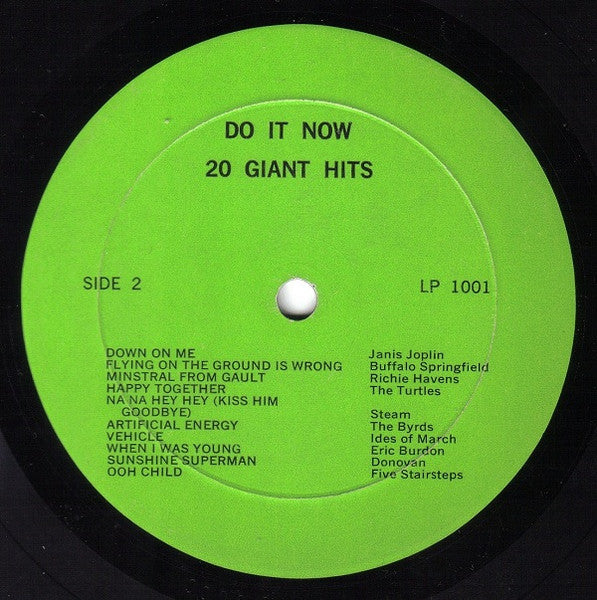 DO IT NOW
20 GIANT HITS
SIDE 2 LP 1001
DOWN ON ME Janis Joplin
FLYING ON THE GROUND IS WRONG Buffalo Springfield
MINSTRAL FROM GAULT Richie Havens
HAPPY TOGETHER The Turtles
NA NA HEY HEY (KISS HIM
GOODBYE) Steam
ARTIFICIAL ENERGY The Byrds
VEHICLE Ides of March
WHEN I WAS YOUNG Eric Burdon
SUNSHINE SUPERMAN Donovan
OOH CHILD Five Stairsteps